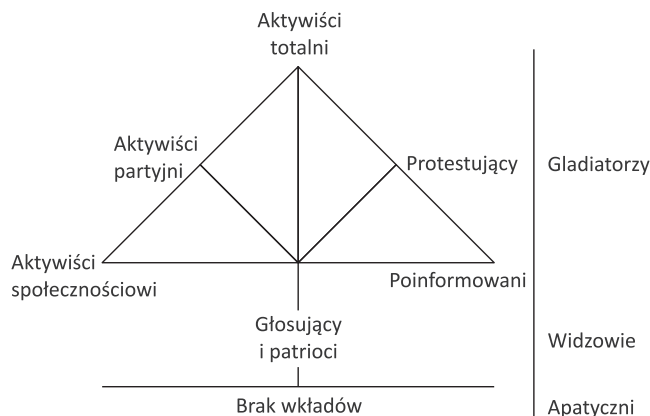 Aktywiści
totalni
Aktywiści
partyjni
Protestujący
Gladiatorzy
Aktywiści
społecznościowi
Poinformowani
Głosujący
i patrioci
Widzowie
Brak wkładów
Apatyczni